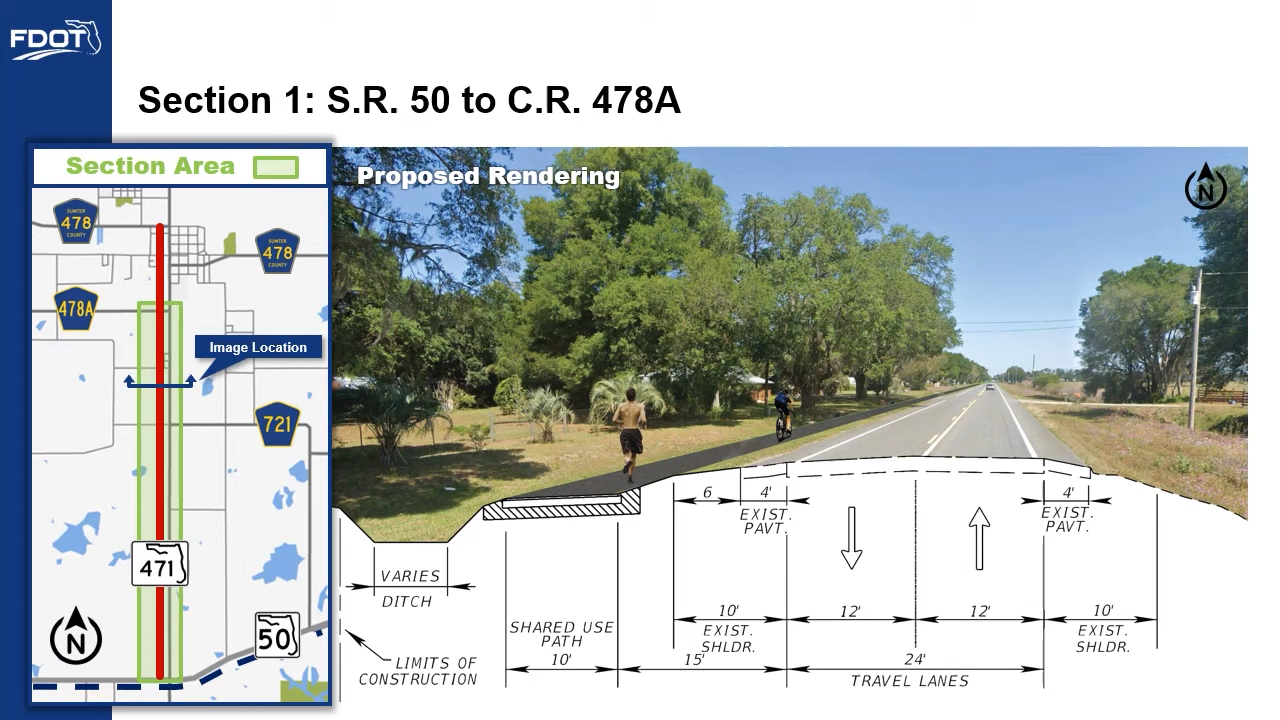 FDOT
Section 1: S.R. 50 to C.R. 478A
Section Area
SUMTER
478
COUNTY
SUMTER
478
COUNTY
478A
Image Location
721
471
50
N
Proposed Rendering
N
6
4'
EXIST.
PAVT.
4'
EXIST.
PAVT.
VARIES
DITCH
10'
EXIST.
SHLDR.
12'
12'
10'
EXIST.
SHLDR.
SHARED USE
PATH
10'
15'
24'
TRAVEL LANES
LIMITS OF
CONSTRUCTION